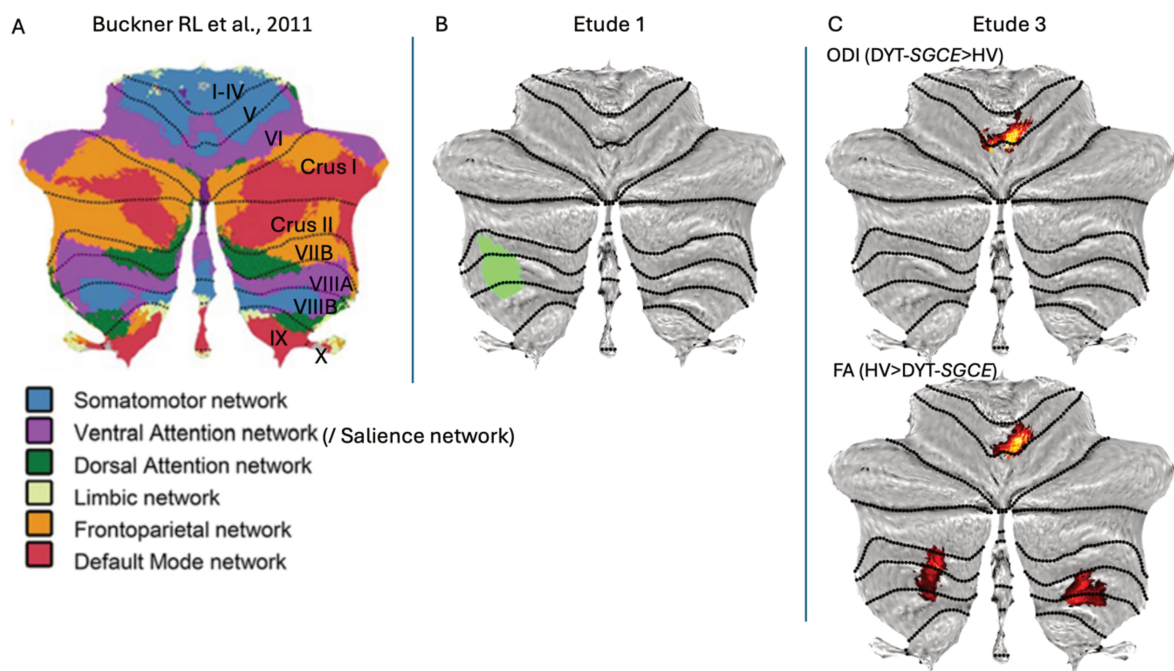 A
Buckner RL et al., 2011
I-IV
V
VI
Crus I
Crus II
VIIB
VIIIA
VIIIB
IX
X
Somatomotor network
Ventral Attention network (/ Salience network)
Dorsal Attention network
Limbic network
Frontoparietal network
Default Mode network
B
Etude 1
C
Etude 3
ODI (DYT-SGCE>HV)
FA (HV>DYT-SGCE)